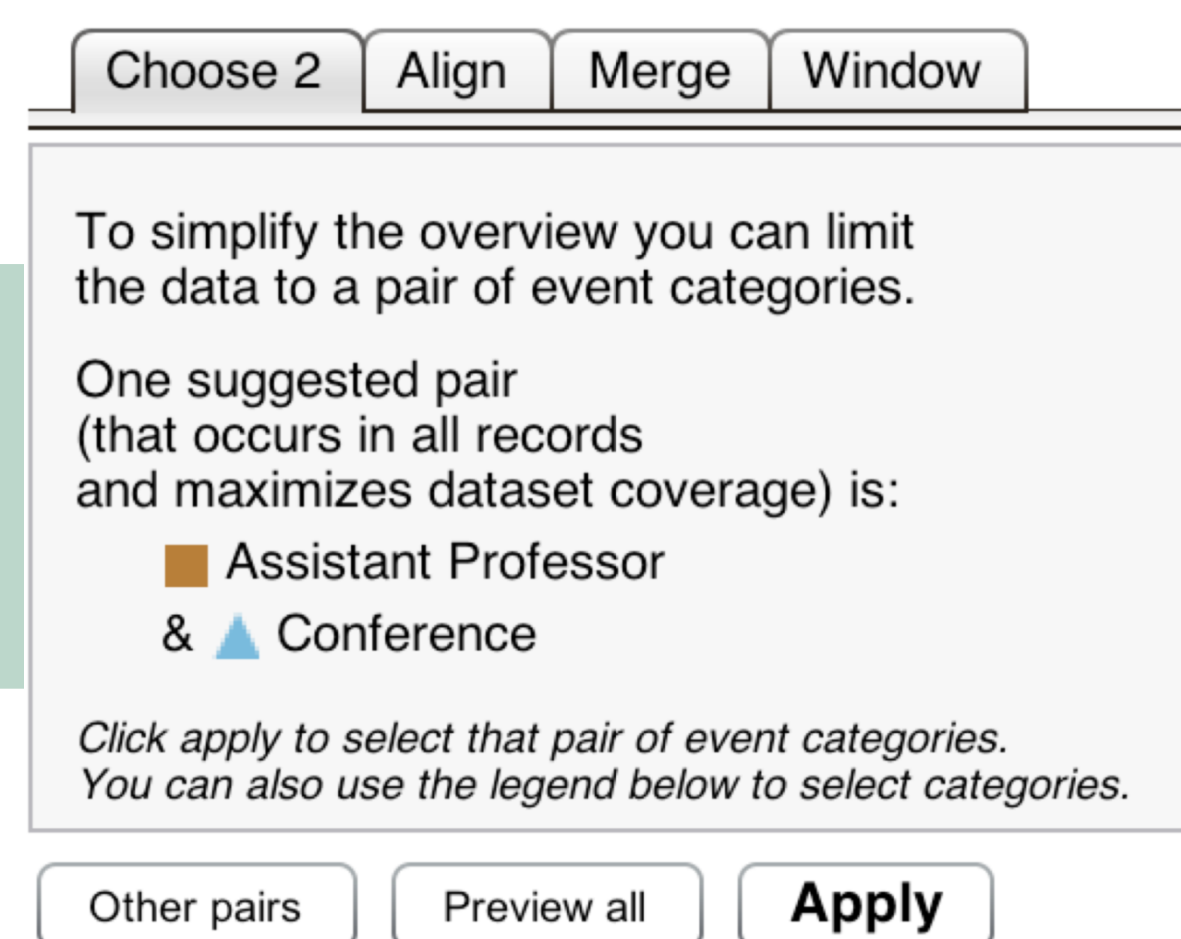 Choose 2 Align Merge Window
To simplify the overview you can limit
the data to a pair of event categories.
One suggested pair
(that occurs in all records
and maximizes dataset coverage) is:
Assistant Professor
& Conference
Click apply to select that pair of event categories.
You can also use the legend below to select categories.
Other pairs Preview all Apply